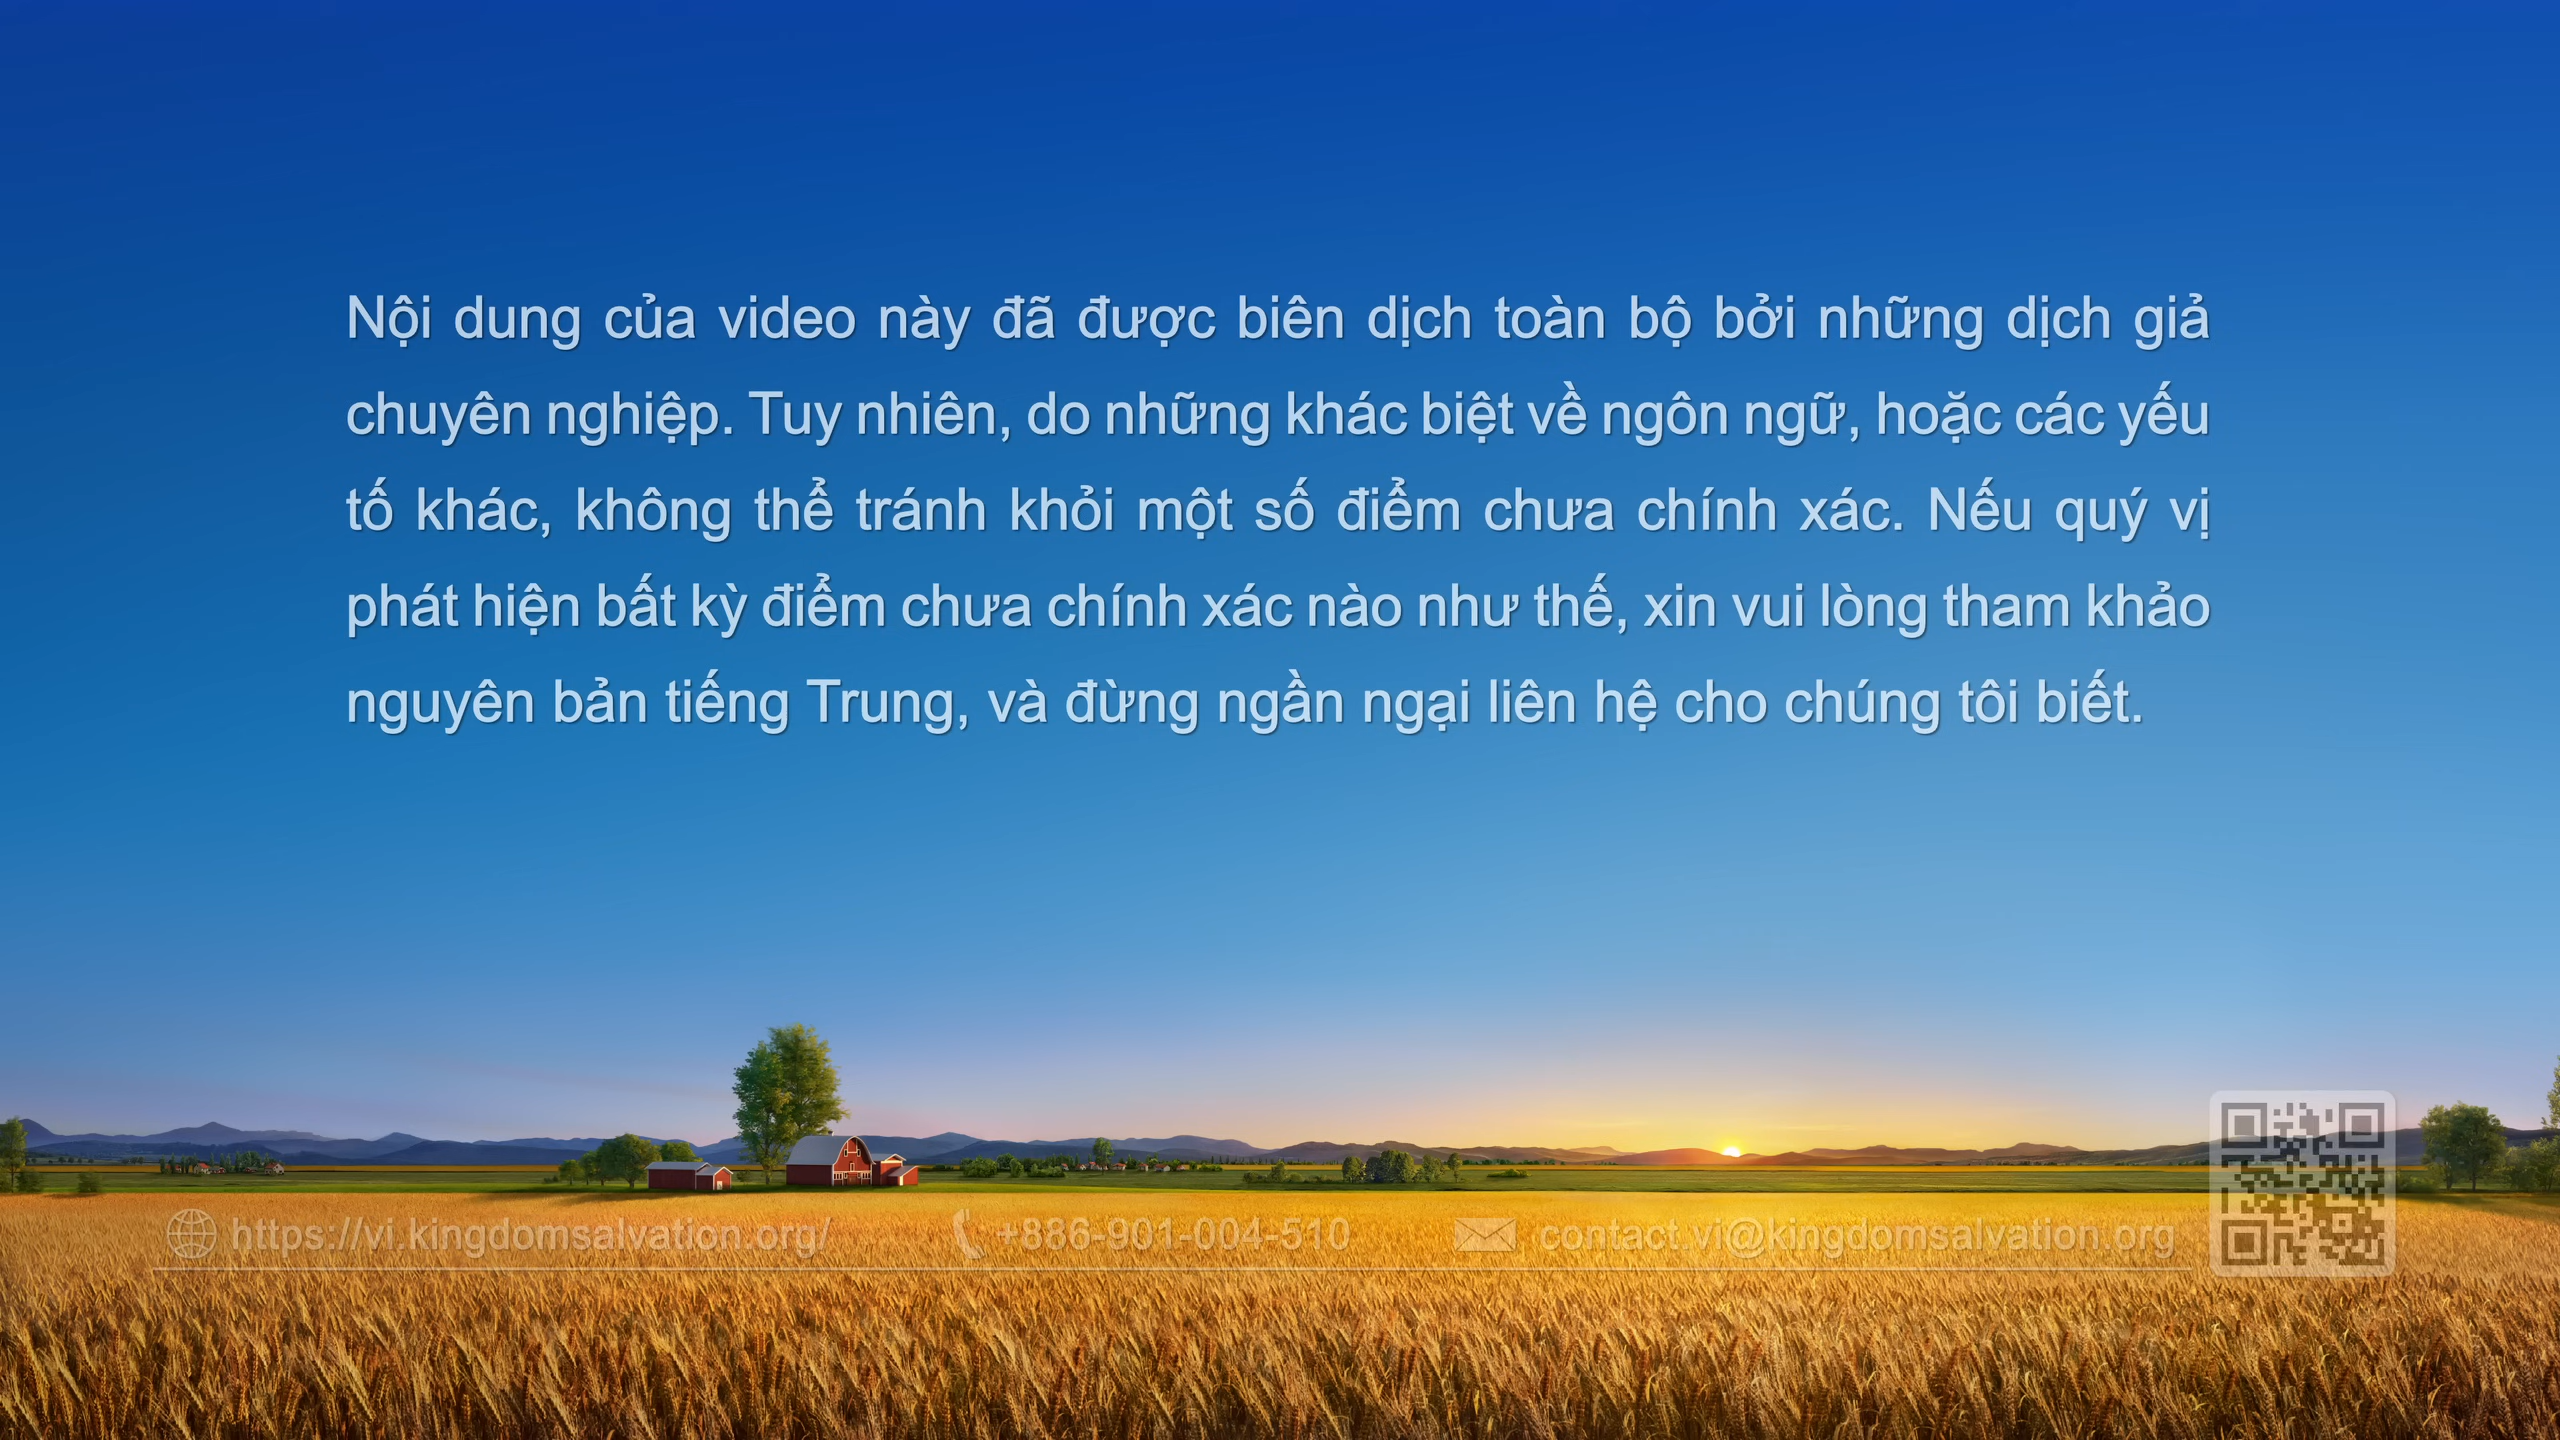 Nội dung của video này đã được biên dịch toàn bộ bởi những dịch giả
chuyên nghiệp. Tuy nhiên, do những khác biệt về ngôn ngữ, hoặc các yếu
tố khác, không thể tránh khỏi một số điểm chưa chính xác. Nếu quý vị
phát hiện bất kỳ điểm chưa chính xác nào như thế, xin vui lòng tham khảo
nguyên bản tiếng Trung, và đừng ngần ngại liên hệ cho chúng tôi biết.
https://vi.kingdomsalvation.org/ +886-901-004-510 contact.vi@kingdomsalvation.org